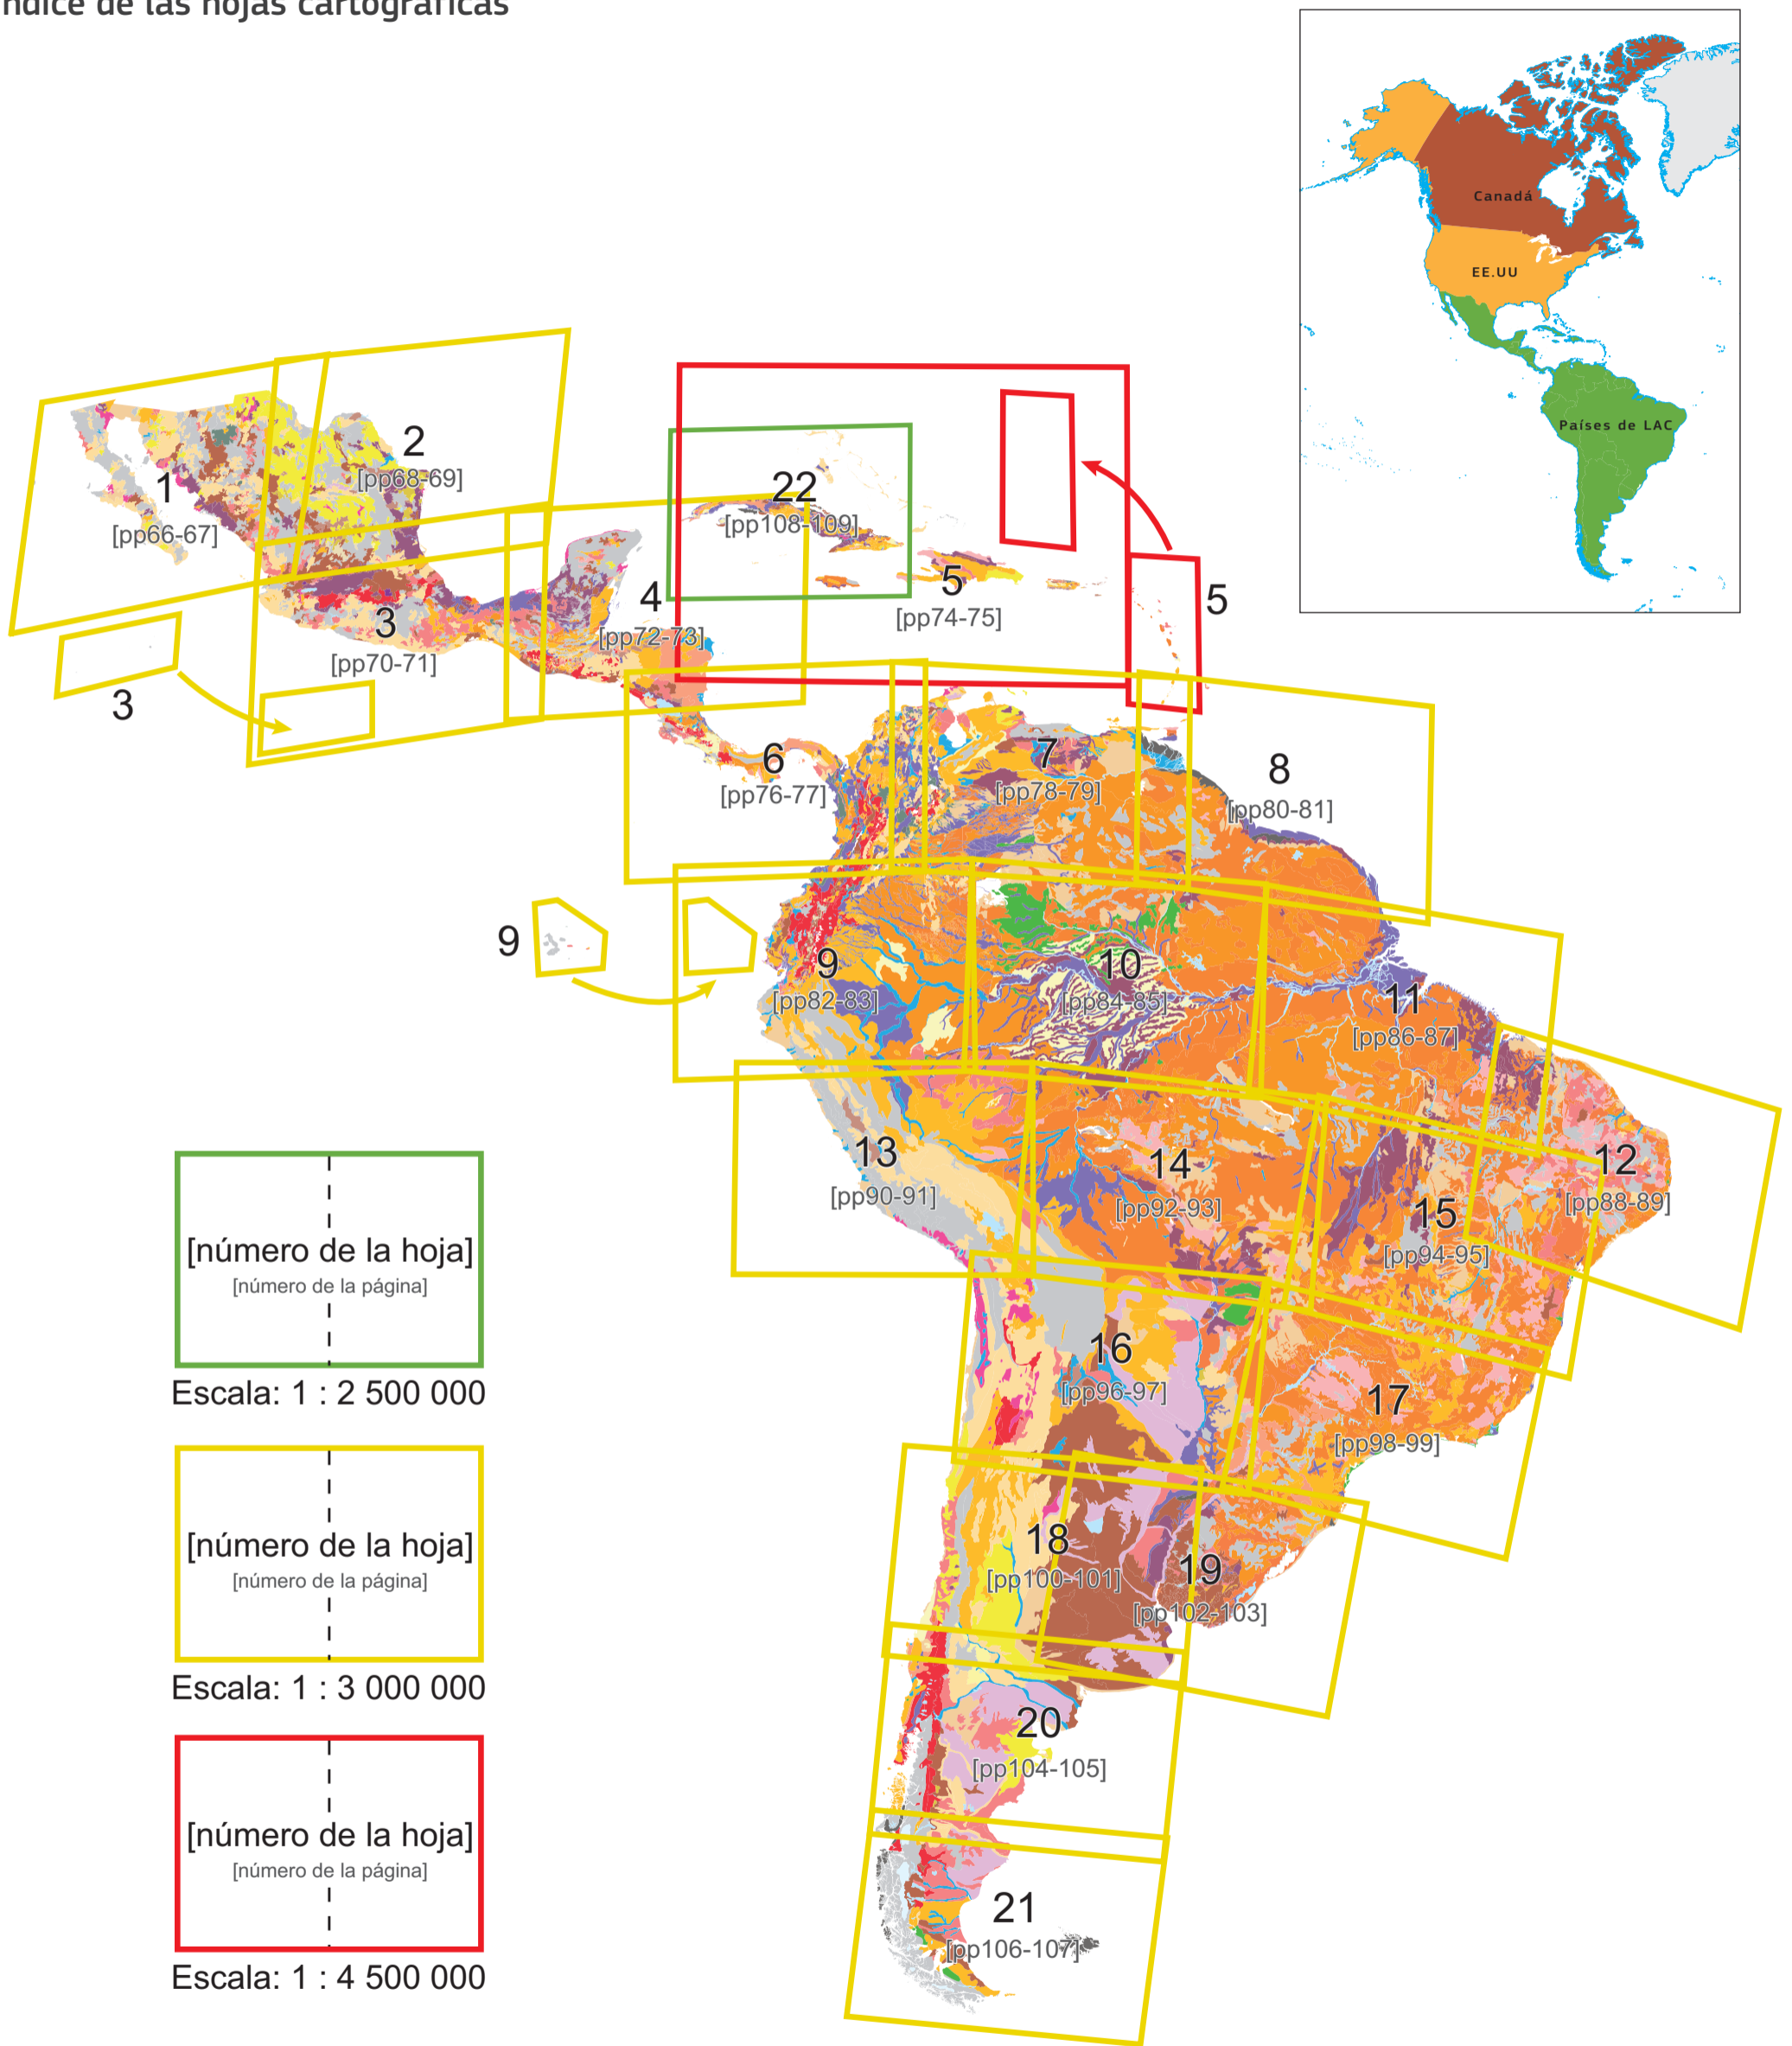 ndice de las hojas cartográficas
Canadá
EE.UU
Países de LAC
1
[pp66-67]
2
[pp68-69]
3
[pp70-71]
3
4
[pp72-73]
22
[pp108-109]
5
[pp74-75]
5
6
[pp76-77]
7
[pp78-79]
8
[pp80-81]
9
9
[pp82-83]
10
[pp84-85]
11
[pp86-87]
12
[pp88-89]
13
[pp90-91]
14
[pp92-93]
15
[pp94-95]
16
[pp96-97]
17
[pp98-99]
18
[pp100-101]
19
[pp102-103]
20
[pp104-105]
21
[pp106-107]
[número de la hoja]
[número de la página]
Escala: 1 : 2 500 000
[número de la hoja]
[número de la página]
Escala: 1 : 3 000 000
[número de la hoja]
[número de la página]
Escala: 1 : 4 500 000